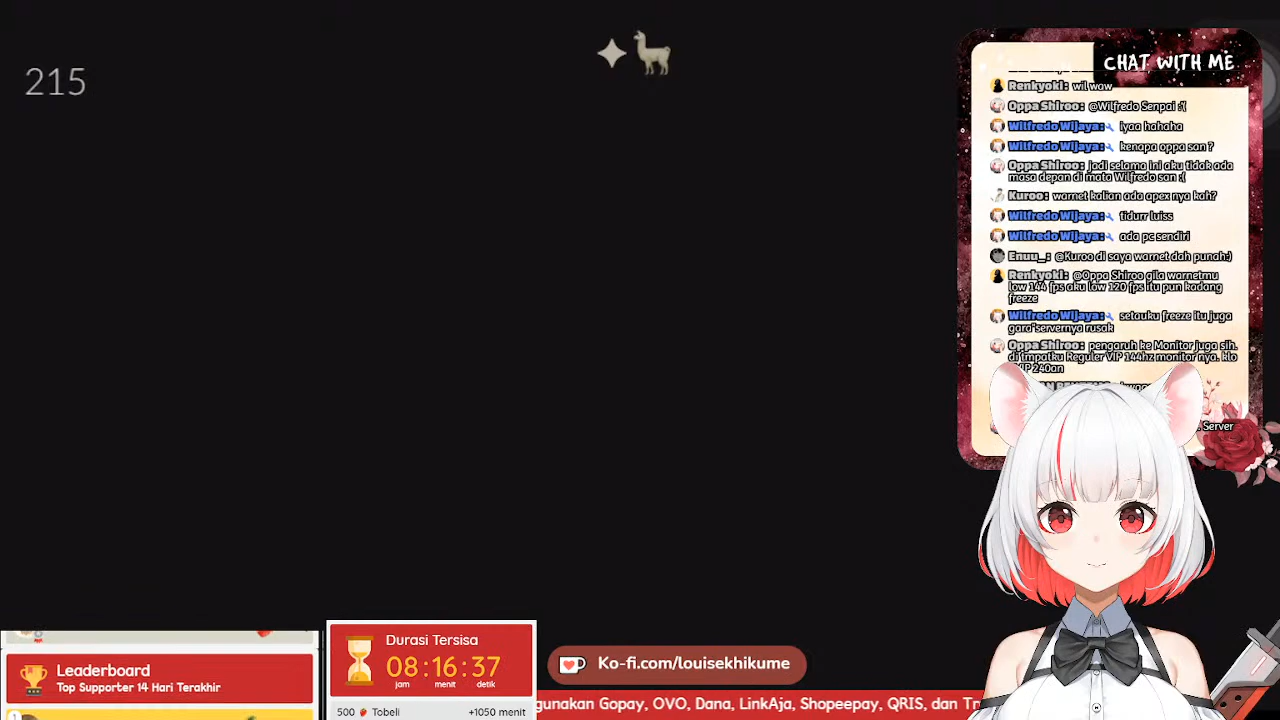 215
CHAT WITH ME
Renkyoki: wil waw
Oppa Shiroo: @Wilfredo Senpai :'(
Wilfredo Wijaya: Iyaa hahaha
Wilfredo Wijaya: kenapa oppa san ?
Oppa Shiroo: jadi selama ini aku tidak ada
masa depan di mata Wilfredo san :(
Kuroo: warnet kalian ada apex nya kah?
Wilfredo Wijaya: tidurr luiss
Wilfredo Wijaya: ada pc sendiri
Enuu_: @Kuroo di saya warnet dah punah:)
Renkyoki: @Oppa Shiroo gila warnetmu
low 144 fps aku low 120 fps itu pun kadang
freeze
Wilfredo Wijaya: setauku freeze itu juga
gara"servernya rusak
Oppa Shiroo: pengaruh ke Monitor juga sih.
di tmpatku Reguler VIP 144hz monitor nya. klo
VIP 240an
Server
Leaderboard
Top Supporter 14 Hari Terakhir
Durasi Tersisa
08:16:37
jam menit detik
500 Tobeli +1050 menit
Ko-fi.com/louisekhikume
gunakan Gopay, OVO, Dana, LinkAja, Shopeepay, QRIS, dan